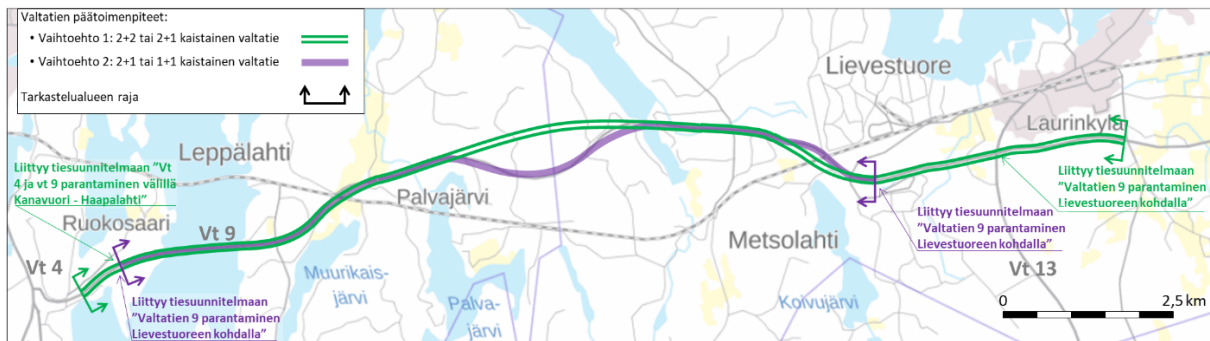 Valtatien päätoimenpiteet:
• Vaihtoehto 1: 2+2 tai 2+1 kaistainen valtatie
• Vaihtoehto 2: 2+1 tai 1+1 kaistainen valtatie
Tarkastelualueen raja
Lievestuore
Laurinkylä
Leppälahti
Liittyy tiesuunnitelmaan "Vt
4 ja vt 9 parantaminen välillä
Kanavuori - Haapalahti"
Palvajärvi
Liittyy tiesuunnitelmaan
"Valtatien 9 parantaminen
Lievestuoreen kohdalla"
Ruokosaari
Vt 9
Metsolahti
Liittyy tiesuunnitelmaan
"Valtatien 9 parantaminen
Lievestuoreen kohdalla"
Vt 4
Vt 13
Muurikais-
järvi
Palva-
järvi
Koivujärvi
Liittyy tiesuunnitelmaan
"Valtatien 9 parantaminen
Lievestuoreen kohdalla"
0 2,5 km